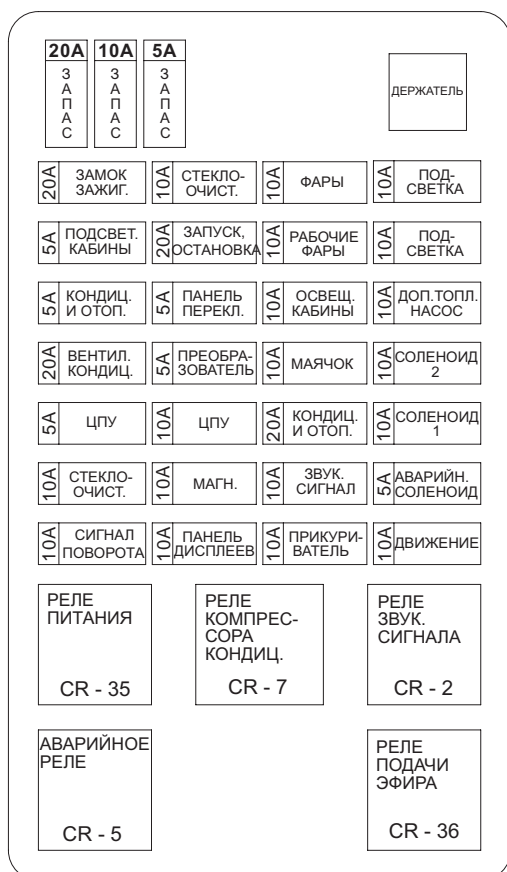 20A 10A 5A
ЗАПАС ЗАПАС ЗАПАС
ДЕРЖАТЕЛЬ
20A ЗАМОК 10A СТЕКЛО- 10A ФАРЫ 10A ПОД-
ЗАЖИГ. ОЧИСТ. СВЕТКА
5A ПОДСВЕТ. 20A ЗАПУСК, 10A РАБОЧИЕ 10A ПОД-
КАБИНЫ ОСТАНОВКА ФАРЫ СВЕТКА
5A КОНДИЦ. 5A ПАНЕЛЬ 10A ОСВЕЩ. 10A ДОП.ТОПЛ.
И ОТОП. ПЕРЕКЛ. КАБИНЫ НАСОС
20A ВЕНТИЛ. 5A ПРЕОБРА- 10A МАЯЧОК 10A СОЛЕНОИД
КОНДИЦ. ЗОВАТЕЛЬ 2
5A ЦПУ 10A ЦПУ 20A КОНДИЦ. 10A СОЛЕНОИД
И ОТОП. 1
10A СТЕКЛО- 10A МАГН. 10A ЗВУК. 5A АВАРИЙН.
ОЧИСТ. СИГНАЛ СОЛЕНОИД
10A СИГНАЛ 10A ПАНЕЛЬ 10A ПРИКУРИ- 10A ДВИЖЕНИЕ
ПОВОРОТА ДИСПЛЕЕВ ВАТЕЛЬ
РЕЛЕ
ПИТАНИЯ
CR - 35
РЕЛЕ
КОМПРЕС-
СОРА
КОНДИЦ.
CR - 7
РЕЛЕ
ЗВУК.
СИГНАЛА
CR - 2
АВАРИЙНОЕ
РЕЛЕ
CR - 5
РЕЛЕ
ПОДАЧИ
ЭФИРА
CR - 36